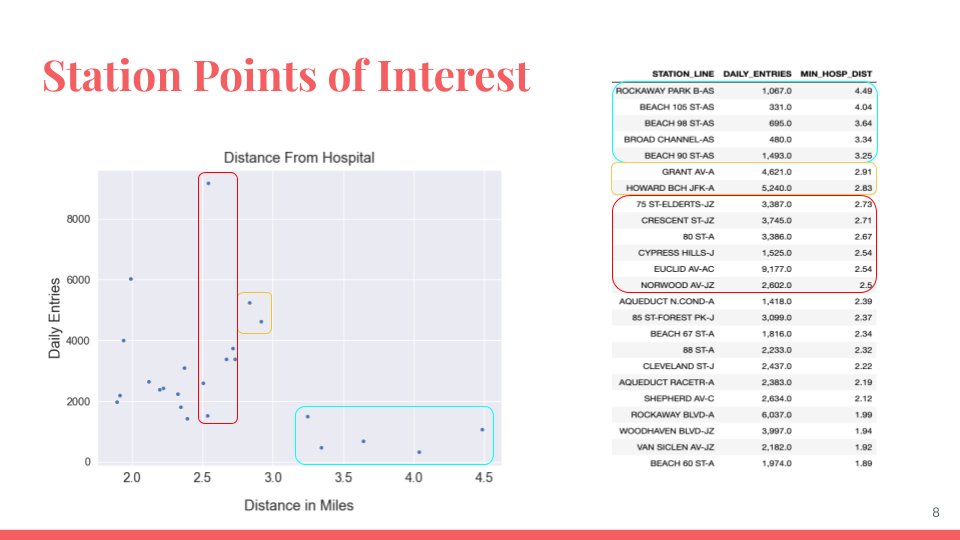 Station Points of Interest
Distance From Hospital
Daily Entries
8000
6000
4000
2000
0
2.0 2.5 3.0 3.5 4.0 4.5
Distance in Miles
STATION_LINE DAILY_ENTRIES MIN_HOSP_DIST
ROCKAWAY PARK B-AS 1,067.0 4.49
BEACH 105 ST-AS 331.0 4.04
BEACH 98 ST-AS 695.0 3.64
BROAD CHANNEL-AS 480.0 3.34
BEACH 90 ST-AS 1,493.0 3.25
GRANT AV-A 4,621.0 2.91
HOWARD BCH JFK-A 5,240.0 2.83
75 ST-ELDERTS-JZ 3,387.0 2.73
CRESCENT ST-JZ 3,745.0 2.71
80 ST-A 3,386.0 2.67
CYPRESS HILLS-J 1,525.0 2.54
EUCLID AV-AC 9,177.0 2.54
NORWOOD AV-JZ 2,602.0 2.5
AQUEDUCT N.COND-A 1,418.0 2.39
85 ST-FOREST PK-J 3,099.0 2.37
BEACH 67 ST-A 1,816.0 2.34
88 ST-A 2,233.0 2.32
CLEVELAND ST-J 2,437.0 2.22
AQUEDUCT RACETR-A 2,383.0 2.19
SHEPHERD AV-C 2,634.0 2.12
ROCKAWAY BLVD-A 6,037.0 1.99
WOODHAVEN BLVD-JZ 3,997.0 1.94
VAN SICLEN AV-JZ 2,182.0 1.92
BEACH 60 ST-A 1,974.0 1.89
8